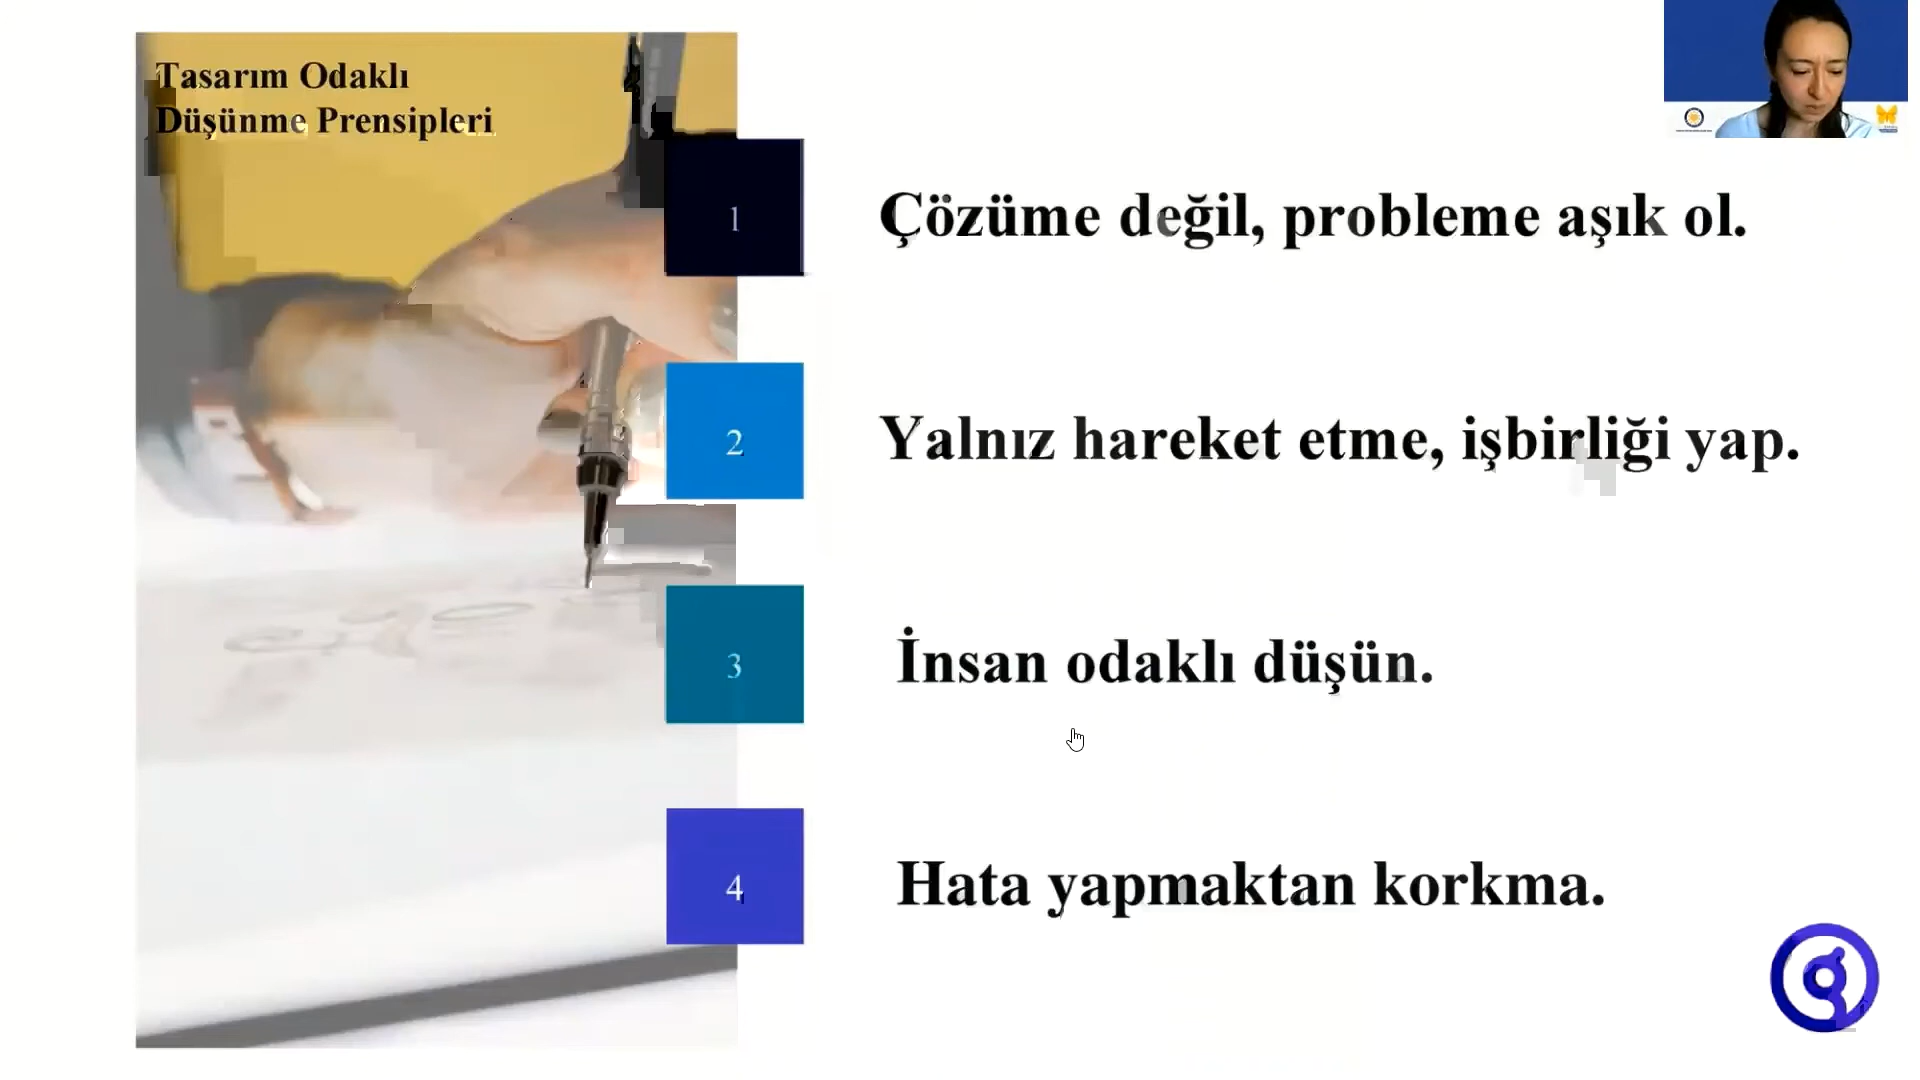 Tasarım Odaklı
Düşünme Prensipleri
1
Çözüme değil, probleme aşık ol.
2
Yalnız hareket etme, işbirliği yap.
3
İnsan odaklı düşün.
4
Hata yapmaktan korkma.